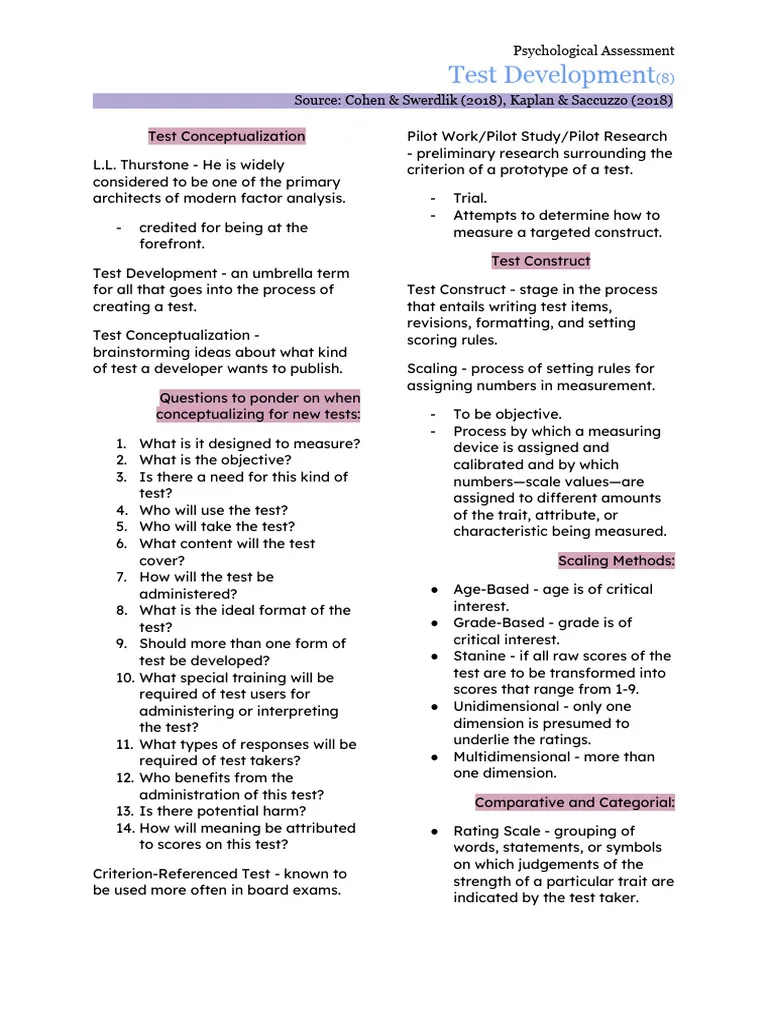 Psychological Assessment
Test Development(8)
Source: Cohen & Swerdlik (2018), Kaplan & Saccuzzo (2018)
Test Conceptualization
L.L. Thurstone - He is widely
considered to be one of the primary
architects of modern factor analysis.
- credited for being at the
forefront.
Test Development - an umbrella term
for all that goes into the process of
creating a test.
Test Conceptualization -
brainstorming ideas about what kind
of test a developer wants to publish.
Questions to ponder on when
conceptualizing for new tests:
1. What is it designed to measure?
2. What is the objective?
3. Is there a need for this kind of
test?
4. Who will use the test?
5. Who will take the test?
6. What content will the test
cover?
7. How will the test be
administered?
8. What is the ideal format of the
test?
9. Should more than one form of
test be developed?
10. What special training will be
required of test users for
administering or interpreting
the test?
11. What types of responses will be
required of test takers?
12. Who benefits from the
administration of this test?
13. Is there potential harm?
14. How will meaning be attributed
to scores on this test?
Criterion-Referenced Test - known to
be used more often in board exams.
Pilot Work/Pilot Study/Pilot Research
- preliminary research surrounding the
criterion of a prototype of a test.
- Trial.
- Attempts to determine how to
measure a targeted construct.
Test Construct
Test Construct - stage in the process
that entails writing test items,
revisions, formatting, and setting
scoring rules.
Scaling - process of setting rules for
assigning numbers in measurement.
- To be objective.
- Process by which a measuring
device is assigned and
calibrated and by which
numbers—scale values—are
assigned to different amounts
of the trait, attribute, or
characteristic being measured.
Scaling Methods:
● Age-Based - age is of critical
interest.
● Grade-Based - grade is of
critical interest.
● Stanine - if all raw scores of the
test are to be transformed into
scores that range from 1-9.
● Unidimensional - only one
dimension is presumed to
underlie the ratings.
● Multidimensional - more than
one dimension.
Comparative and Categorial:
● Rating Scale - grouping of
words, statements, or symbols
on which judgements of the
strength of a particular trait are
indicated by the test taker.